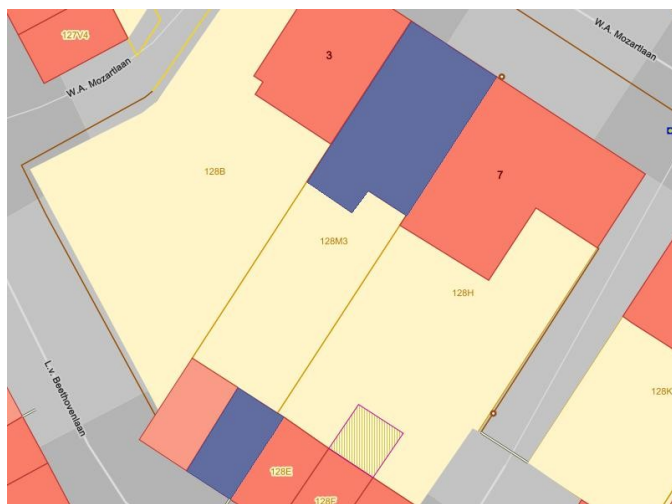 127V4
W.A. Mozartlaan
W.A. Mozartlaan
3
128B
7
128M3
128H
L.v. Beethovenlaan
128K
128E
128F